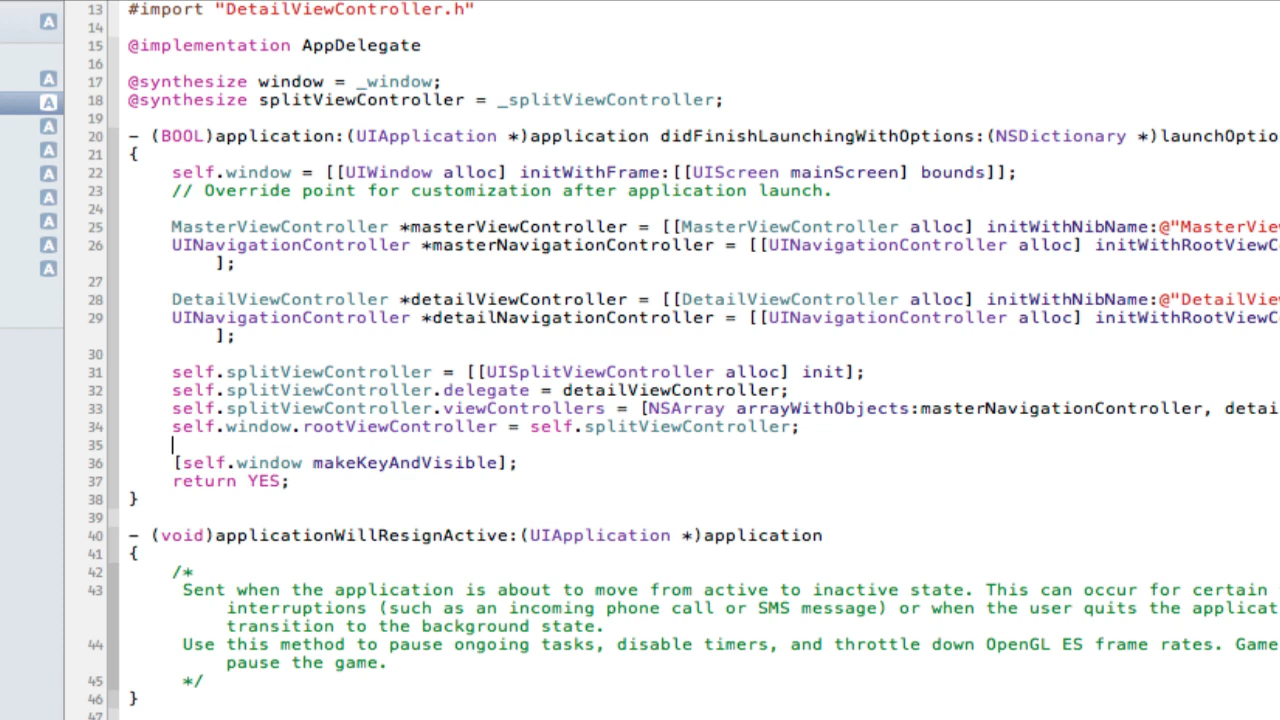 A
A
A
A
A
A
A
A
A
A
13 #import "DetailViewController.h"
14
15 @implementation AppDelegate
16
17 @synthesize window = _window;
18 @synthesize splitViewController = _splitViewController;
19
20 - (BOOL)application:(UIApplication *)application didFinishLaunchingWithOptions:(NSDictionary *)launchOptio
21 {
22 self.window = [[UIWindow alloc] initWithFrame:[[UIScreen mainScreen] bounds]];
23 // Override point for customization after application launch.
24
25 MasterViewController *masterViewController = [[MasterViewController alloc] initWithNibName:@"MasterVie
26 UINavigationController *masterNavigationController = [[UINavigationController alloc] initWithRootViewC
];
27
28 DetailViewController *detailViewController = [[DetailViewController alloc] initWithNibName:@"DetailVie
29 UINavigationController *detailNavigationController = [[UINavigationController alloc] initWithRootViewC
];
30
31 self.splitViewController = [[UISplitViewController alloc] init];
32 self.splitViewController.delegate = detailViewController;
33 self.splitViewController.viewControllers = [NSArray arrayWithObjects:masterNavigationController, detai
34 self.window.rootViewController = self.splitViewController;
35
36 [self.window makeKeyAndVisible];
37 return YES;
38 }
39
40 - (void)applicationWillResignActive:(UIApplication *)application
41 {
42 /*
43 Sent when the application is about to move from active to inactive state. This can occur for certain
interruptions (such as an incoming phone call or SMS message) or when the user quits the applicat
transition to the background state.
44 Use this method to pause ongoing tasks, disable timers, and throttle down OpenGL ES frame rates. Game
pause the game.
45 */
46 }
47